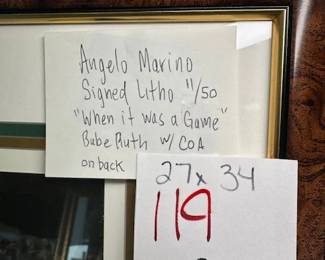 Angelo Marino
Signed Litho 11/50
"When it was a Game"
Babe Ruth w/ COA
on back
27 x 34
119